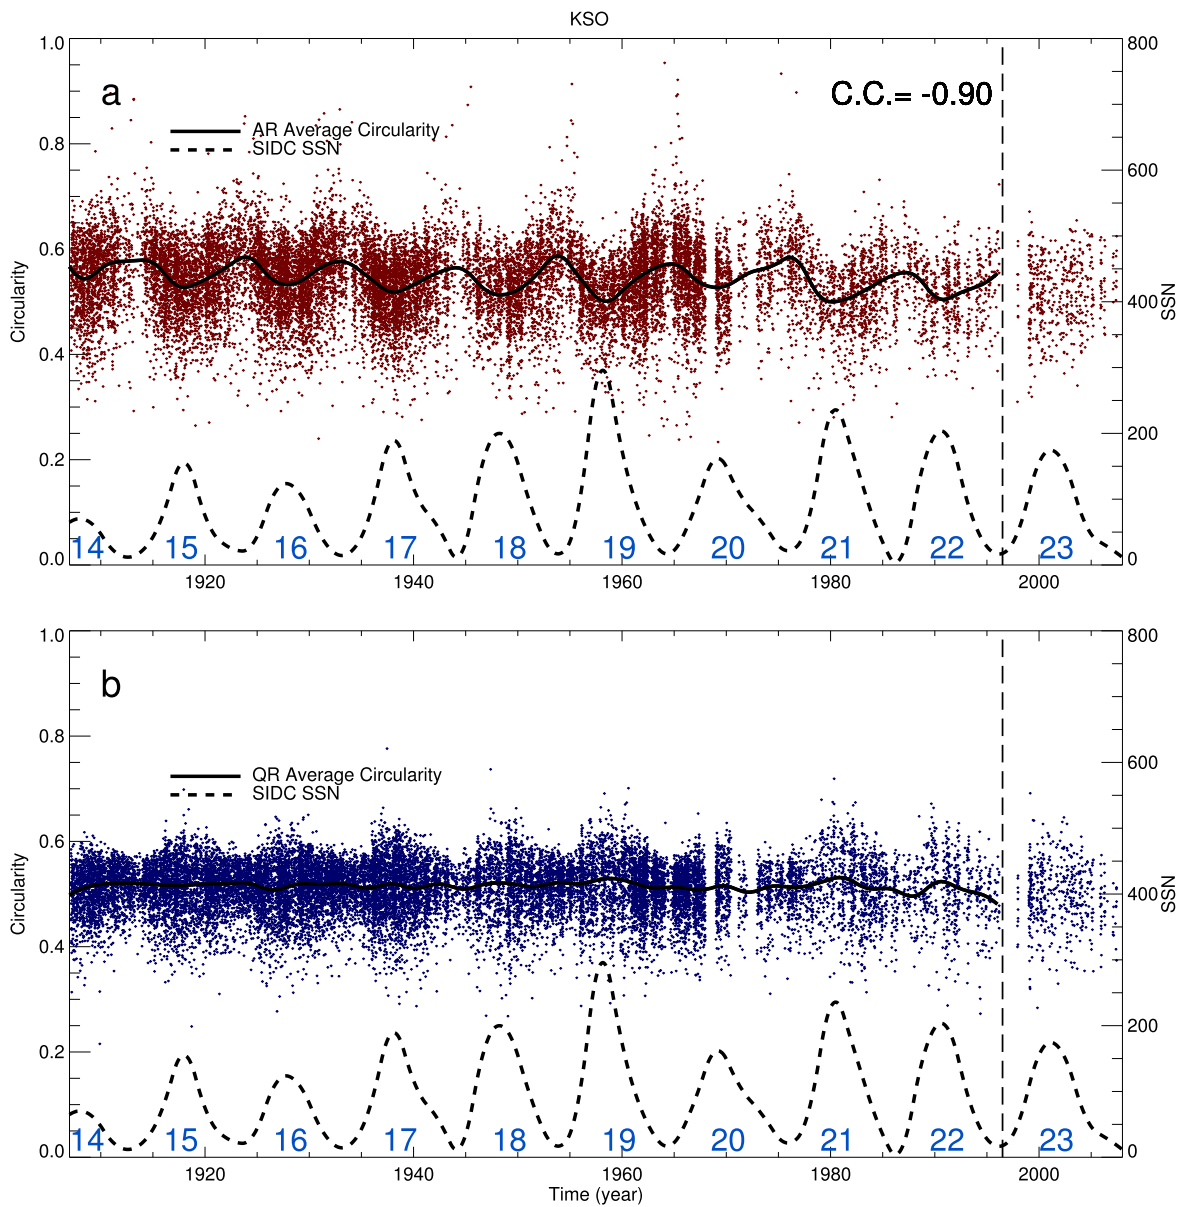 KSO
1.0
800
a
C.C.= -0.90
AR Average Circularity
SIDC SSN
0.8
600
0.6
Circularity
400
SSN
0.4
200
0.2
14 15 16 17 18 19 20 21 22 23
0.0
0
1920 1940 1960 1980 2000
1.0
800
b
0.8
600
QR Average Circularity
SIDC SSN
0.6
Circularity
400
SSN
0.4
200
0.2
14 15 16 17 18 19 20 21 22 23
0.0
0
1920 1940 1960 1980 2000
Time (year)